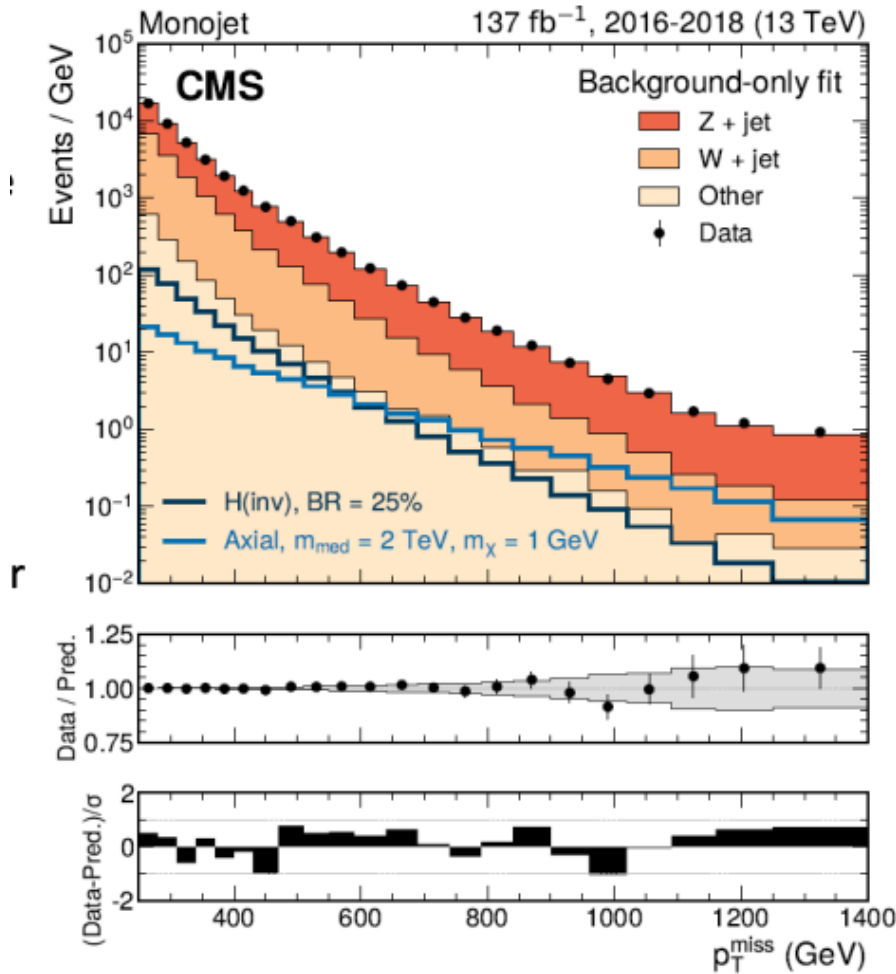 Monojet 137 fb⁻¹, 2016-2018 (13 TeV)
CMS
Background-only fit
Z + jet
W + jet
Other
Data
H(inv), BR = 25%
Axial, m_med = 2 TeV, m_χ = 1 GeV
Events / GeV
10⁵
10⁴
10³
10²
10¹
10⁰
10⁻¹
10⁻²
r
Data / Pred.
1.25
1.00
0.75
(Data-Pred.)/σ
2
0
-2
400 600 800 1000 1200 1400
p_T^miss (GeV)